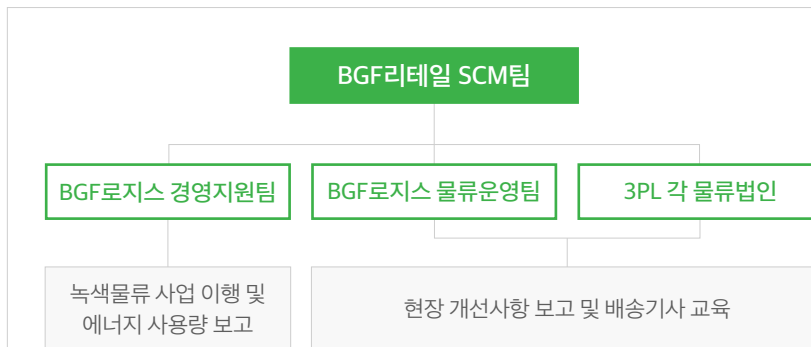 BGF리테일 SCM팀
BGF로지스 경영지원팀
BGF로지스 물류운영팀
3PL 각 물류법인
녹색물류 사업 이행 및
에너지 사용량 보고
현장 개선사항 보고 및 배송기사 교육